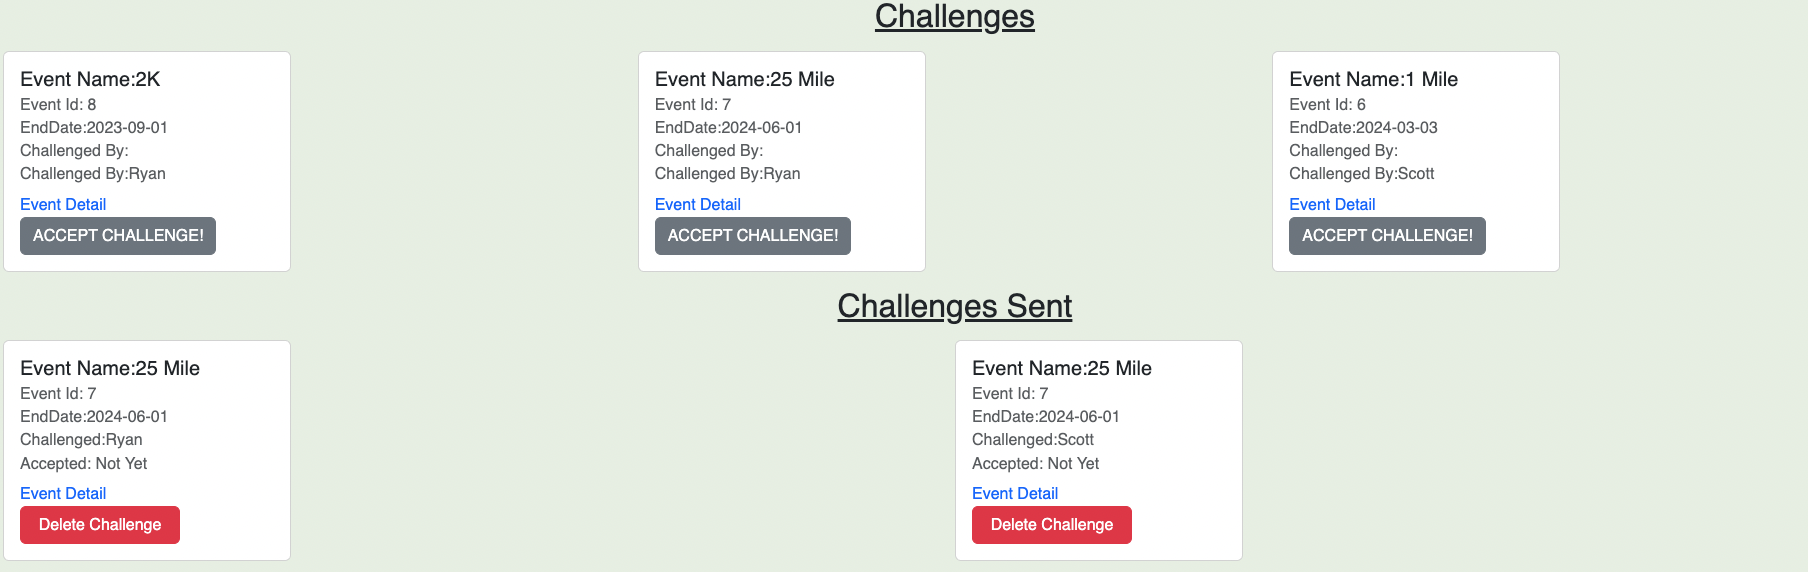 Challenges
Event Name:2K
Event Id: 8
EndDate:2023-09-01
Challenged By:
Challenged By:Ryan
Event Detail
ACCEPT CHALLENGE!
Event Name:25 Mile
Event Id: 7
EndDate:2024-06-01
Challenged By:
Challenged By:Ryan
Event Detail
ACCEPT CHALLENGE!
Event Name:1 Mile
Event Id: 6
EndDate:2024-03-03
Challenged By:
Challenged By:Scott
Event Detail
ACCEPT CHALLENGE!
Challenges Sent
Event Name:25 Mile
Event Id: 7
EndDate:2024-06-01
Challenged:Ryan
Accepted: Not Yet
Event Detail
Delete Challenge
Event Name:25 Mile
Event Id: 7
EndDate:2024-06-01
Challenged:Scott
Accepted: Not Yet
Event Detail
Delete Challenge